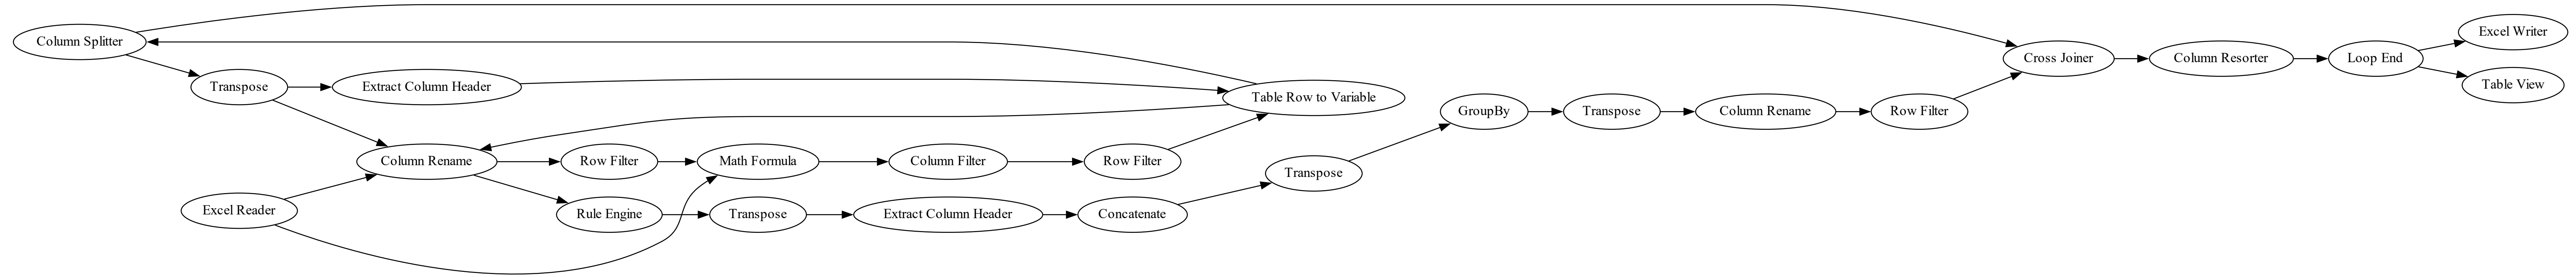 Column Splitter
Transpose
Extract Column Header
Table Row to Variable
Excel Reader
Column Rename
Row Filter
Math Formula
Column Filter
Row Filter
Rule Engine
Transpose
Extract Column Header
Concatenate
Transpose
GroupBy
Transpose
Column Rename
Row Filter
Cross Joiner
Column Resorter
Loop End
Excel Writer
Table View